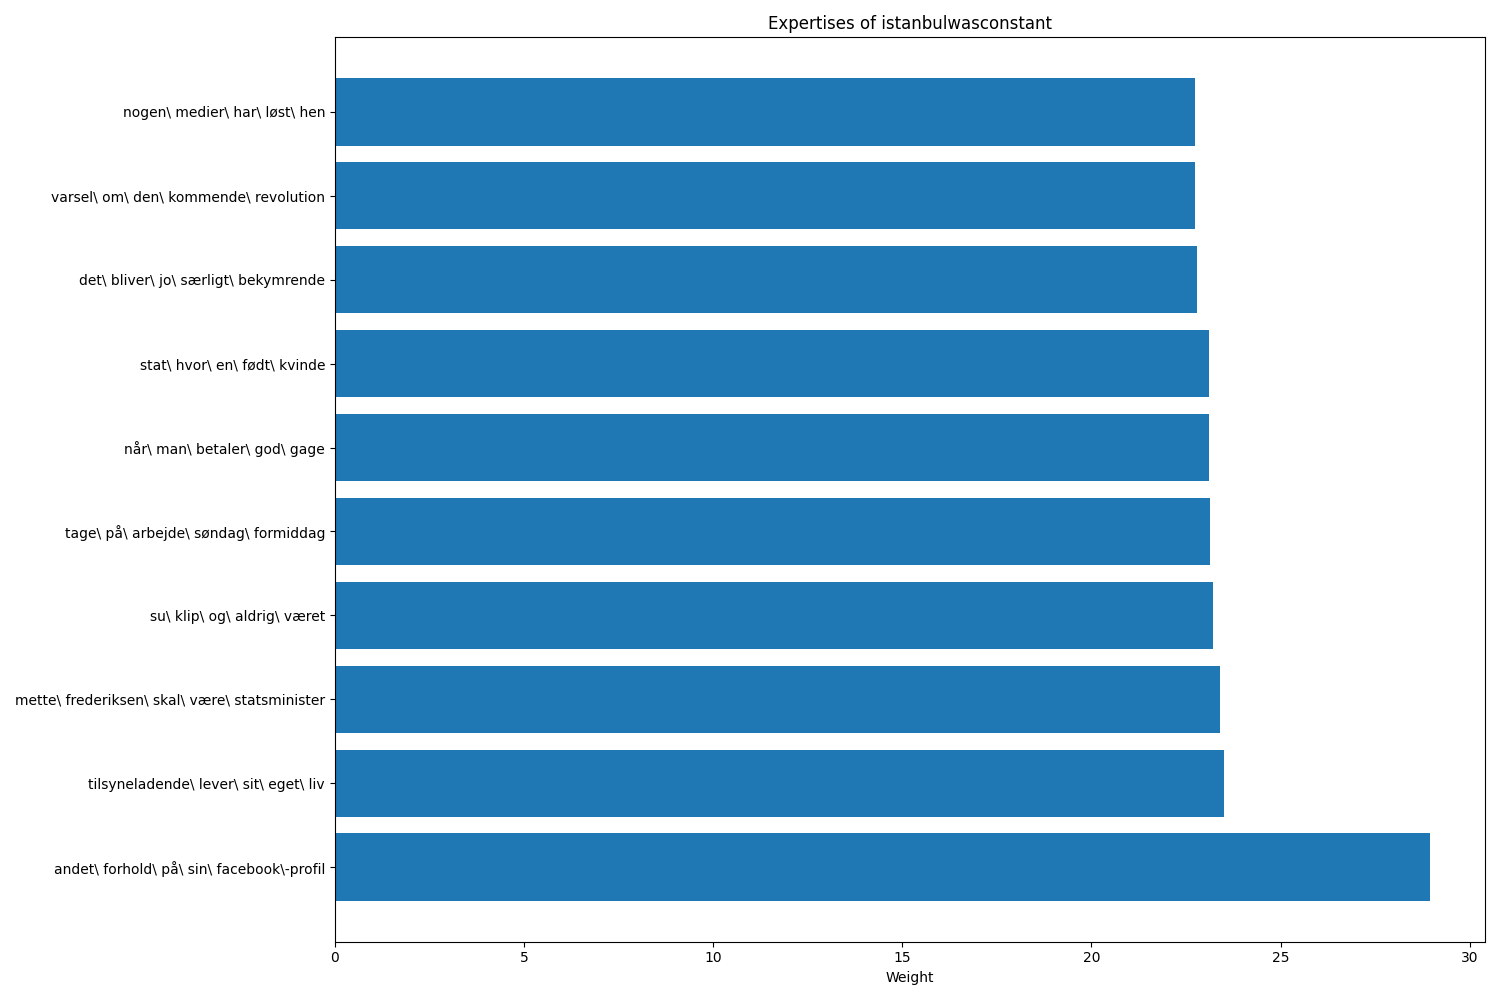 Expertises of istanbulwasconstant
nogen\ medier\ har\ løst\ hen
varsel\ om\ den\ kommende\ revolution
det\ bliver\ jo\ særligt\ bekymrende
stat\ hvor\ en\ født\ kvinde
når\ man\ betaler\ god\ gage
tage\ på\ arbejde\ søndag\ formiddag
su\ klip\ og\ aldrig\ været
mette\ frederiksen\ skal\ være\ statsminister
tilsyneladende\ lever\ sit\ eget\ liv
andet\ forhold\ på\ sin\ facebook\-profil
0 5 10 15 20 25 30
Weight